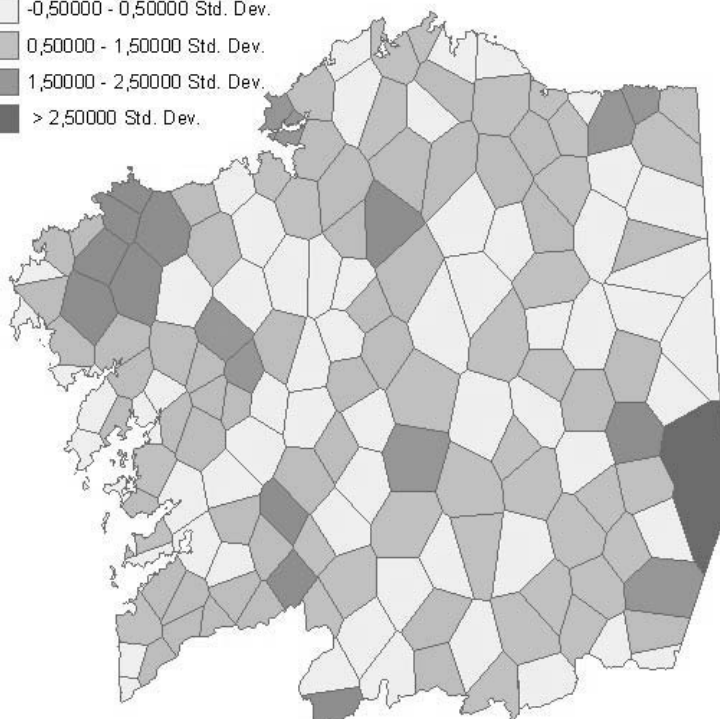 -0,50000 - 0,50000 Std. Dev.
0,50000 - 1,50000 Std. Dev.
1,50000 - 2,50000 Std. Dev.
> 2,50000 Std. Dev.